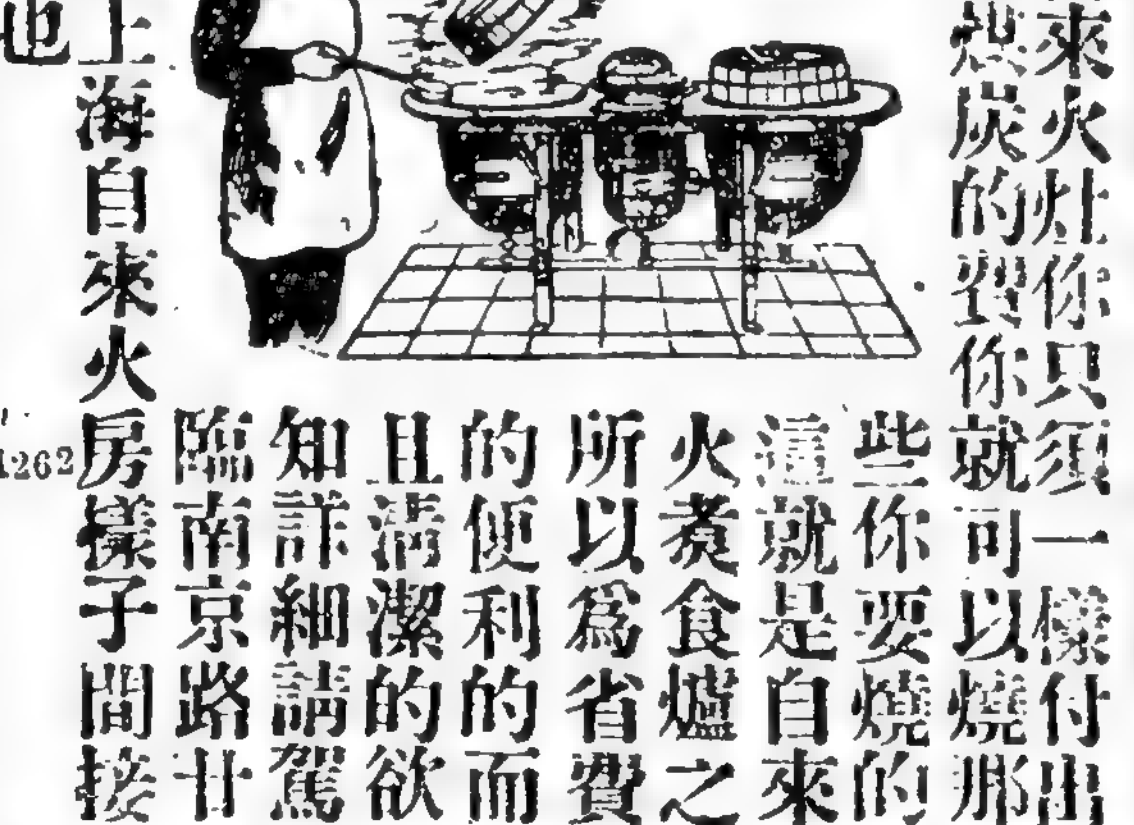 來火灶你只須一樣付出
燃炭的費你就可以燒那
些你要燒的
這就是自來
火煮食爐之
所以爲省費
的便利的而
且清潔的欲
知詳細請駕
臨南京路廿
上海自來火房樣子間接
也
1262